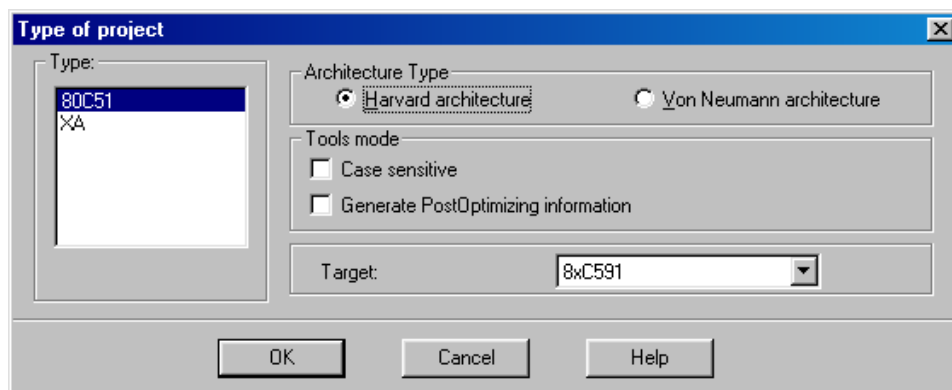 Type of project
Type:
80C51
XA
Architecture Type
Harvard architecture
Von Neumann architecture
Tools mode
Case sensitive
Generate PostOptimizing information
Target:
8xC591
OK
Cancel
Help